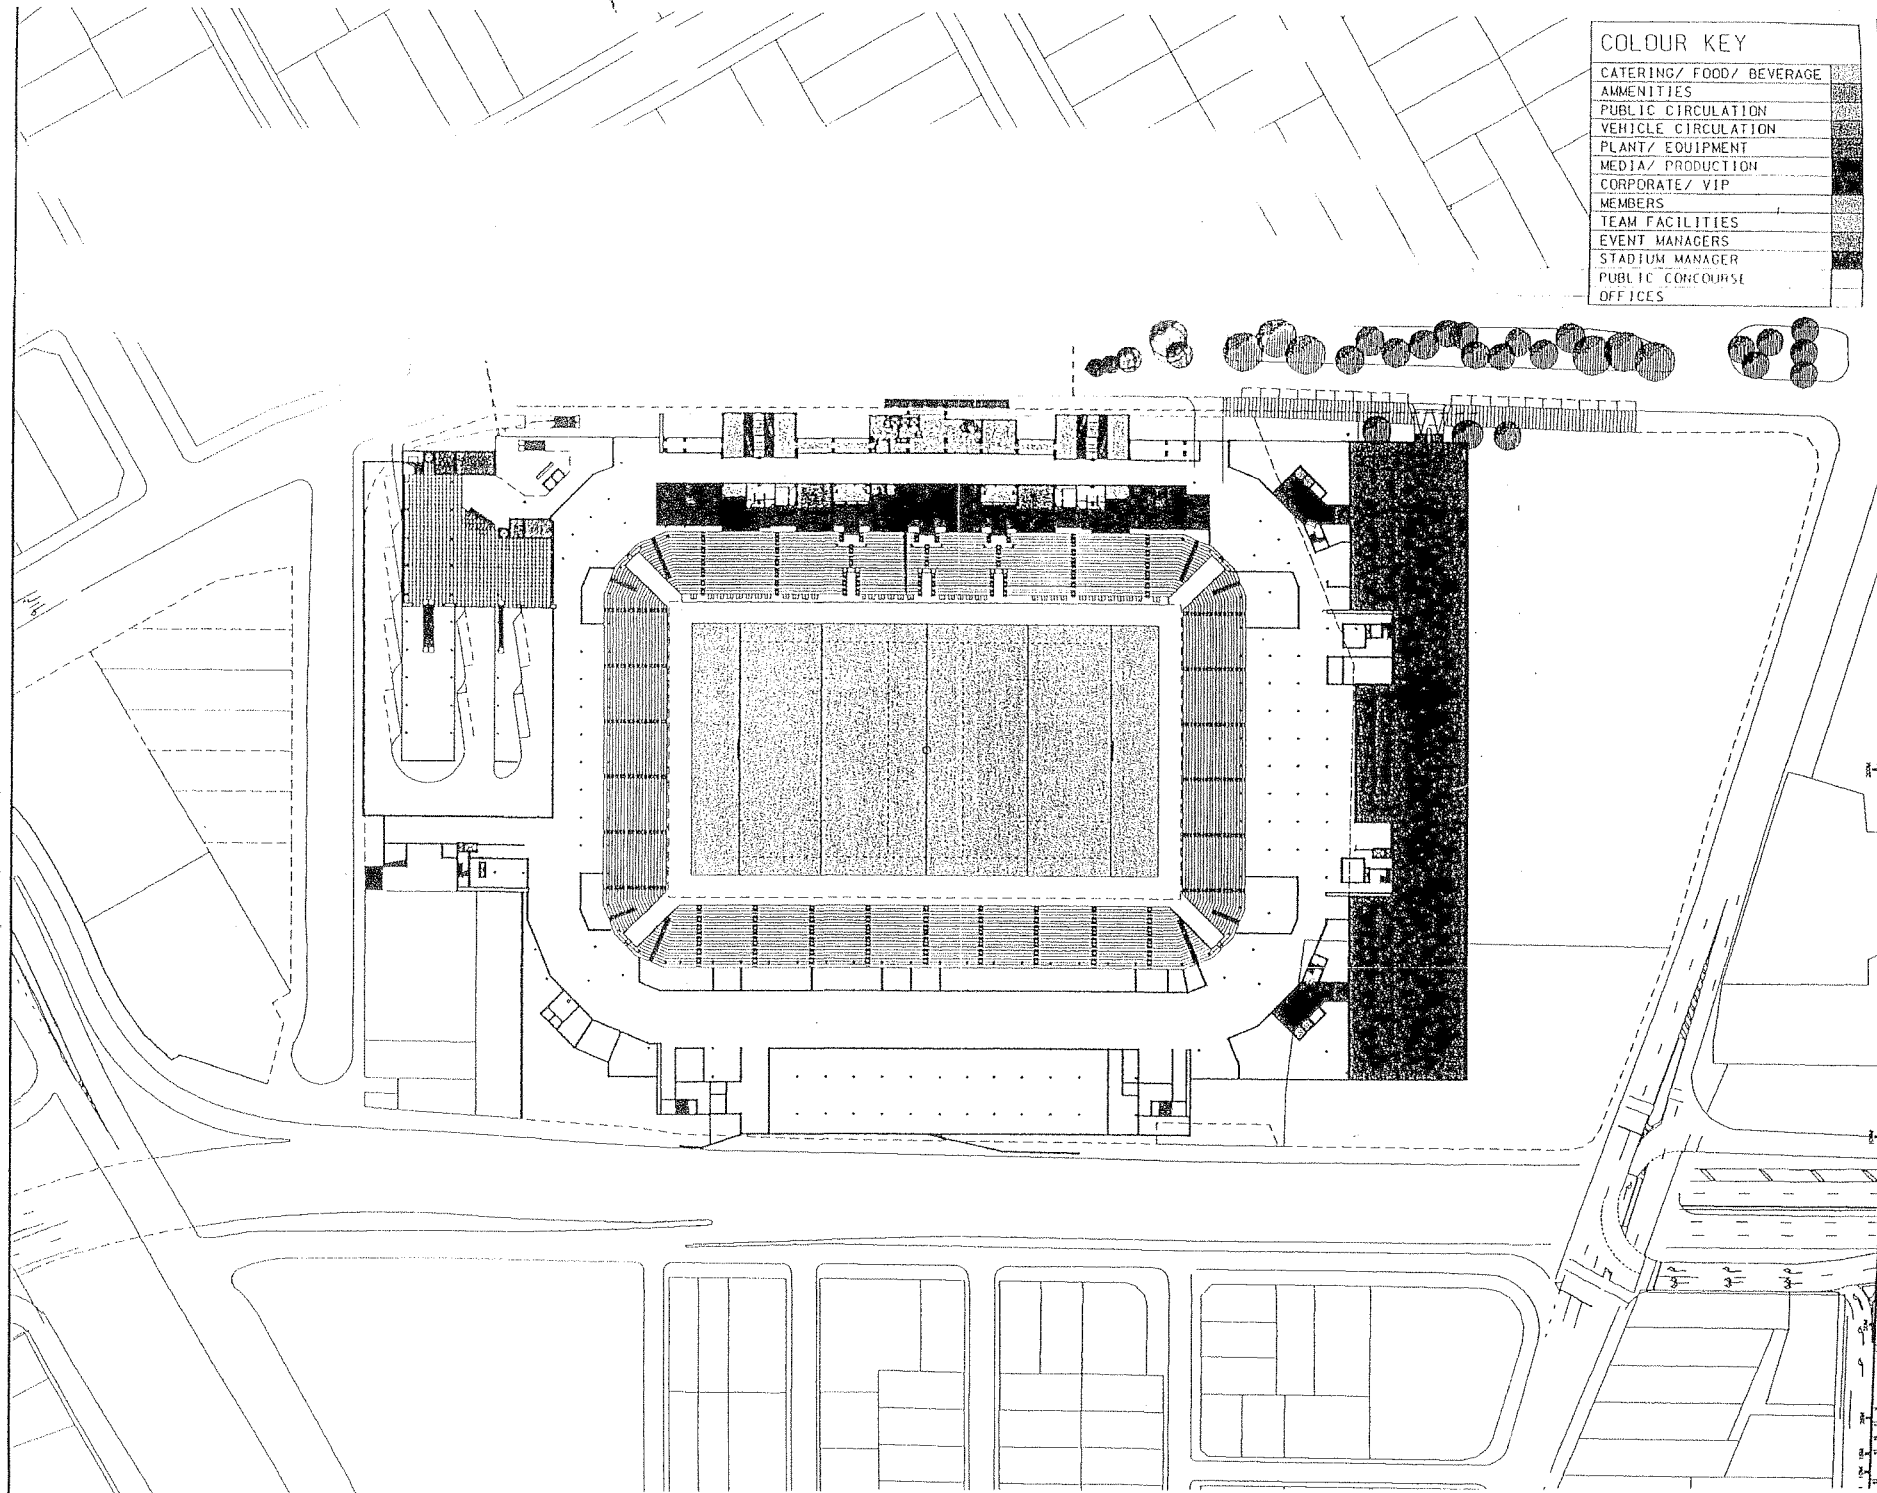 COLOUR KEY
CATERING/ FOOD/ BEVERAGE
AMMENITIES
PUBLIC CIRCULATION
VEHICLE CIRCULATION
PLANT/ EQUIPMENT
MEDIA/ PRODUCTION
CORPORATE/ VIP
MEMBERS
TEAM FACILITIES
EVENT MANAGERS
STADIUM MANAGER
PUBLIC CONCOURSE
OFFICES